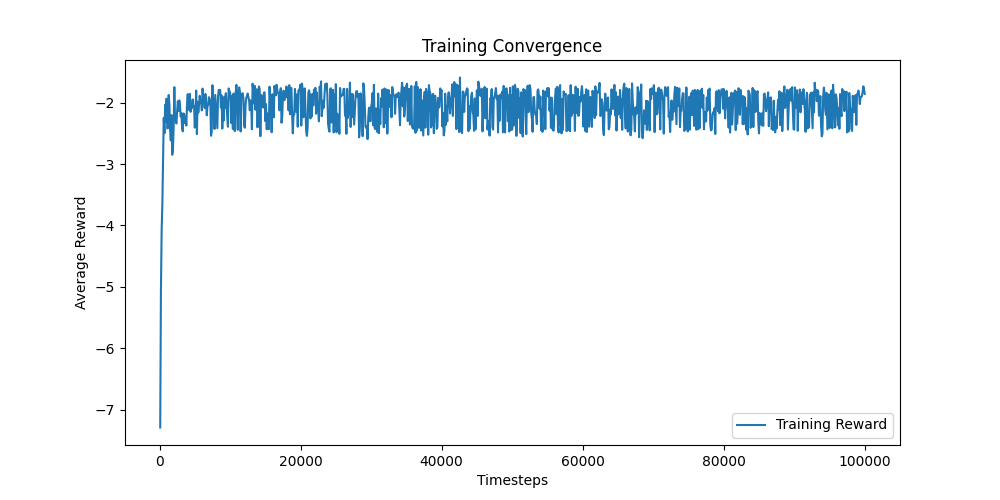 Training Convergence
Average Reward
−2
−3
−4
−5
−6
−7
Training Reward
0 20000 40000 60000 80000 100000
Timesteps